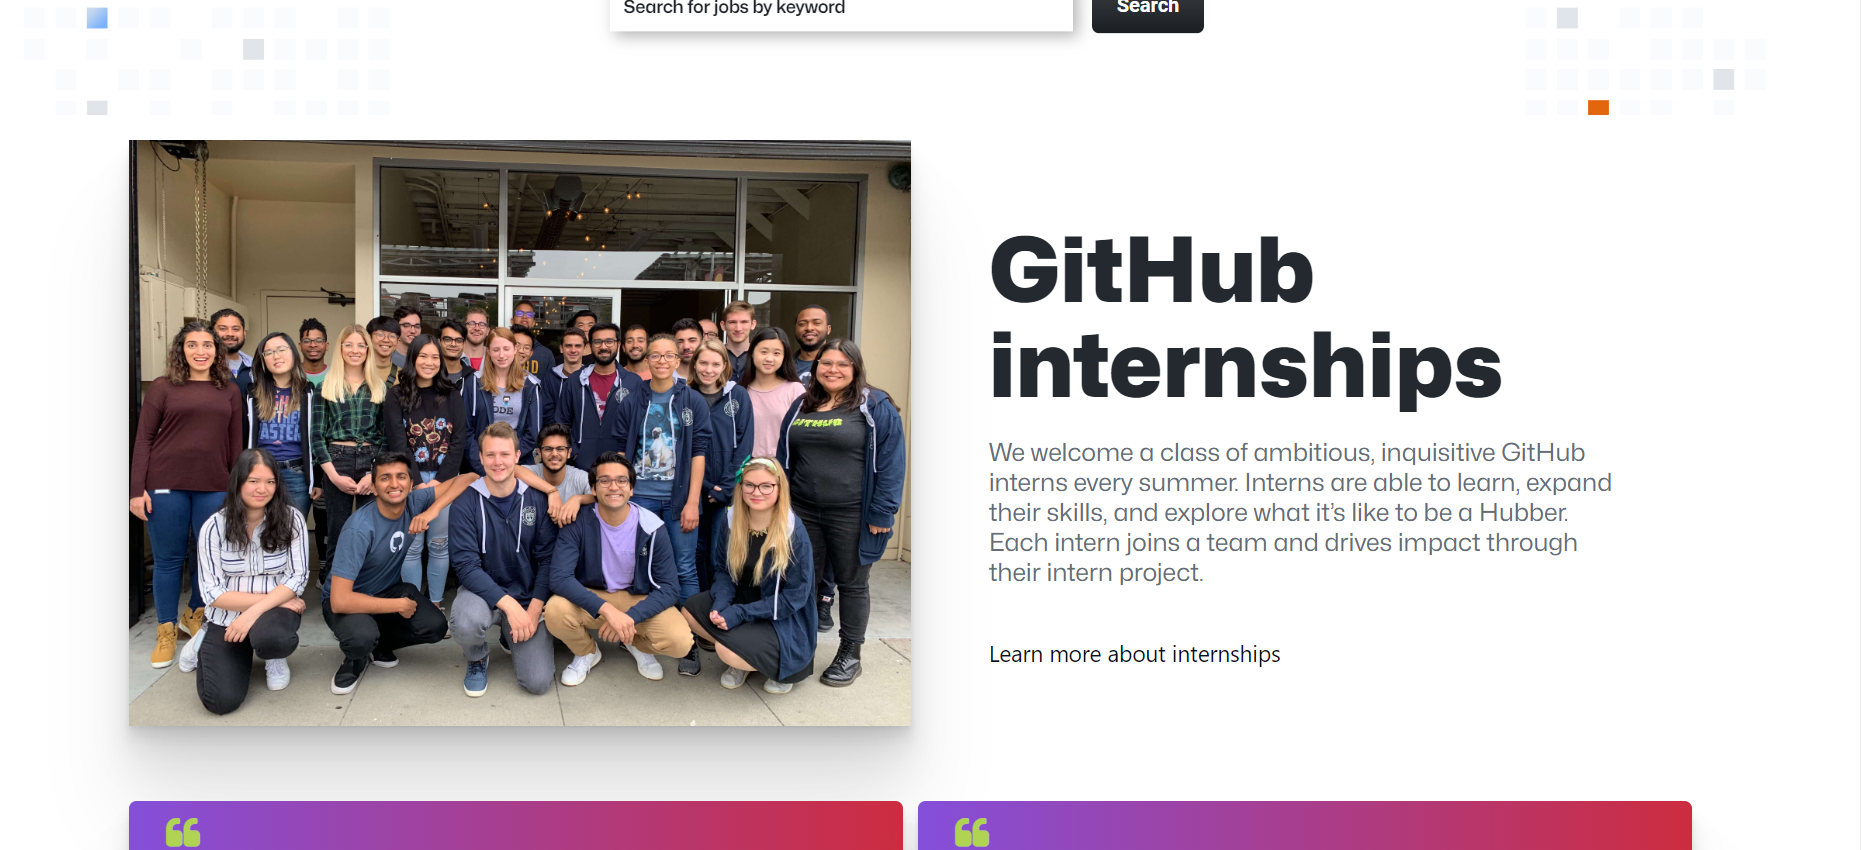 Search for jobs by keyword
Search
GitHub
internships
We welcome a class of ambitious, inquisitive GitHub
interns every summer. Interns are able to learn, expand
their skills, and explore what it’s like to be a Hubber.
Each intern joins a team and drives impact through
their intern project.
Learn more about internships
GITHUB
“
“